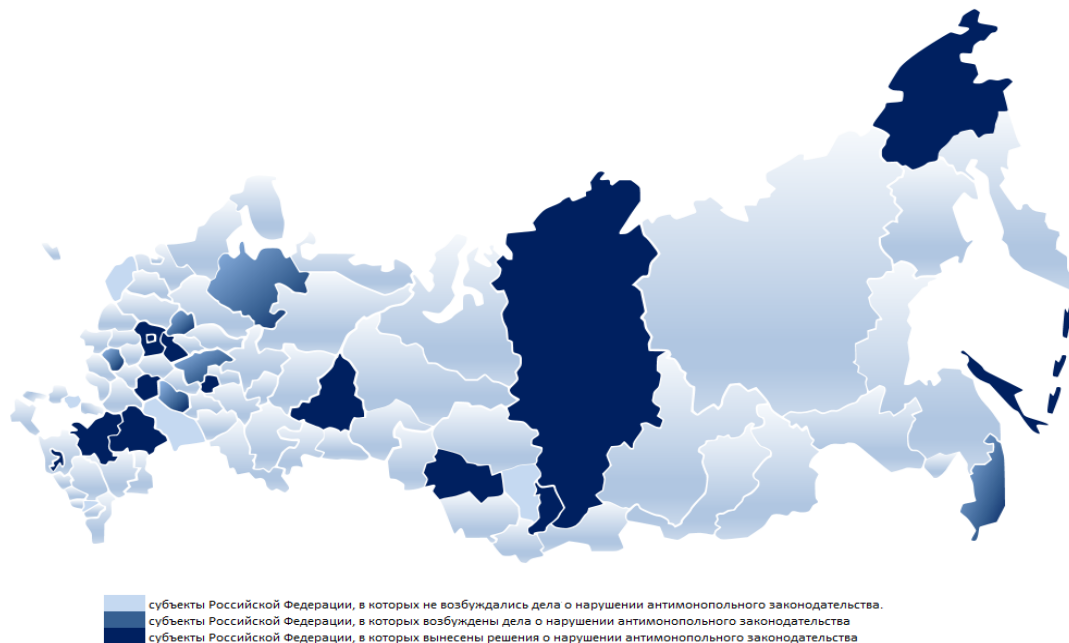 субъекты Российской Федерации, в которых не возбуждались дела о нарушении антимонопольного законодательства.
субъекты Российской Федерации, в которых возбуждены дела о нарушении антимонопольного законодательства
субъекты Российской Федерации, в которых вынесены решения о нарушении антимонопольного законодательства